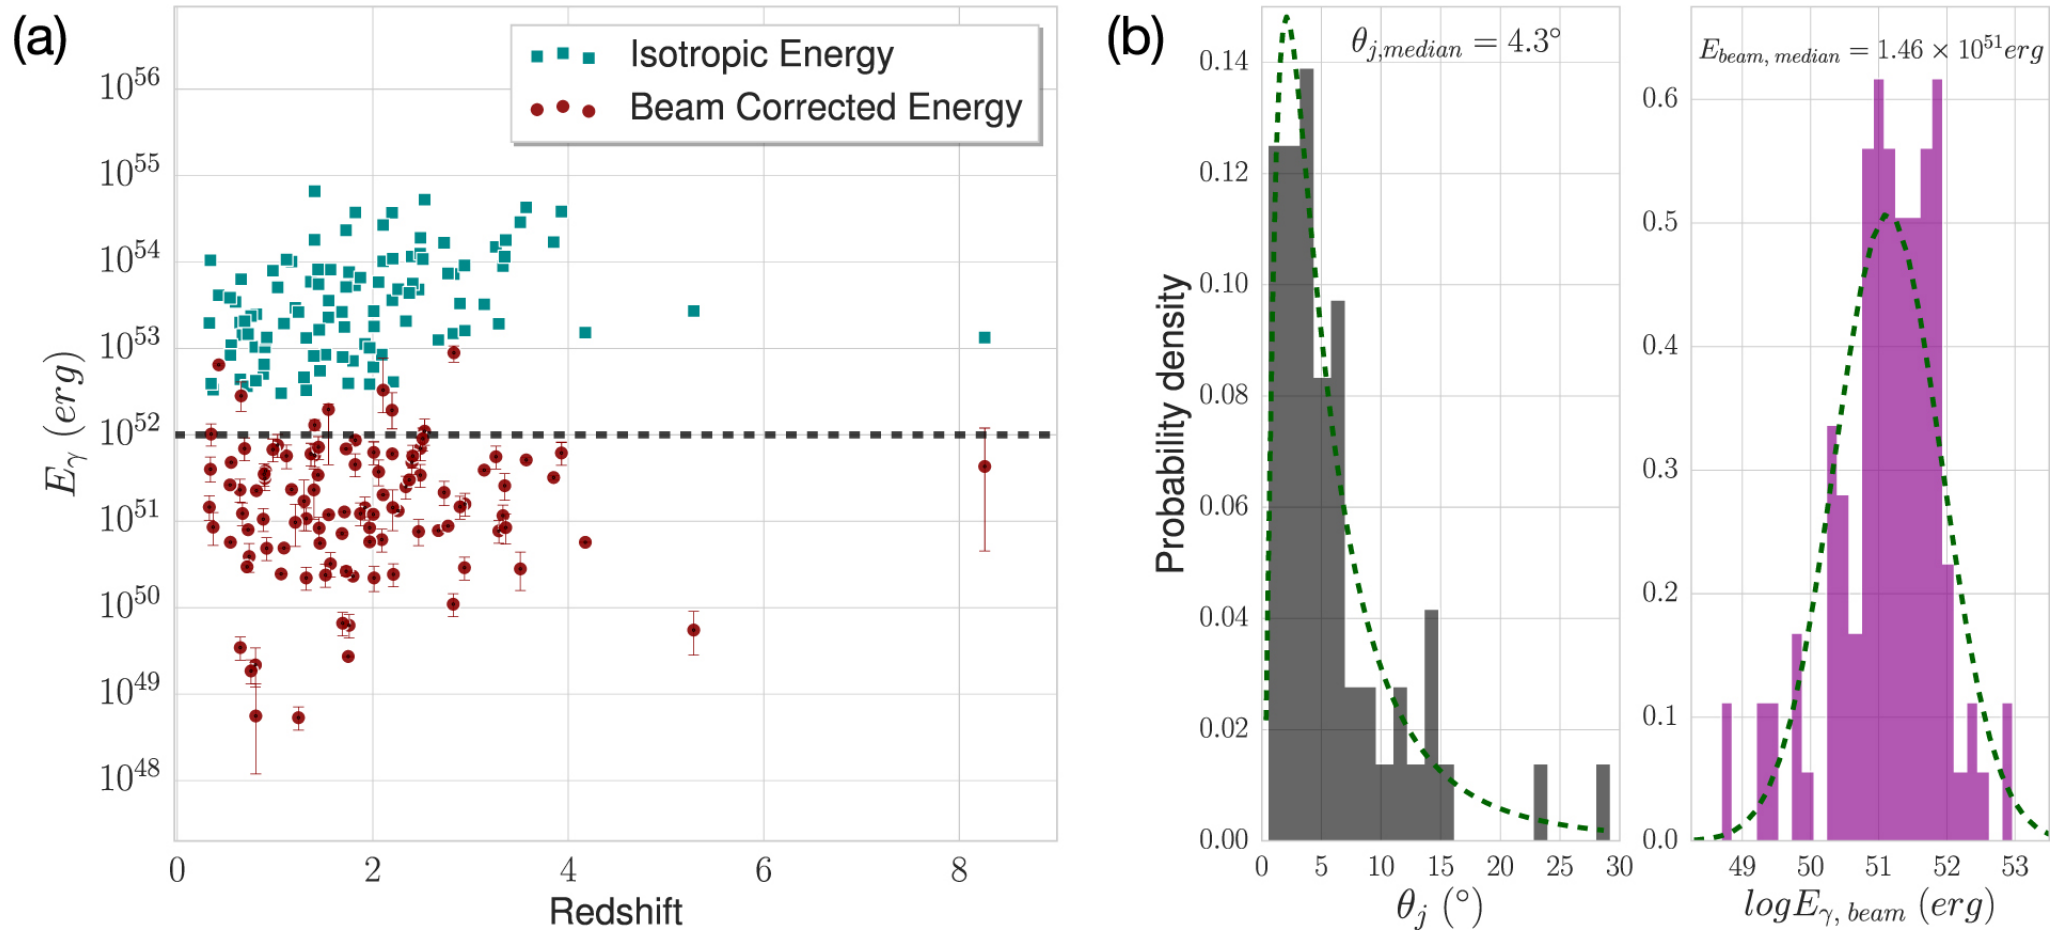 (a)
Isotropic Energy
Beam Corrected Energy
10^56
10^55
10^54
10^53
10^52
10^51
10^50
10^49
10^48
E_γ (erg)
0 2 4 6 8
Redshift
(b)
θ_{j,median} = 4.3°
0.14
0.12
0.10
0.08
0.06
0.04
0.02
0.00
Probability density
0 5 10 15 20 25 30
θ_j (°)
E_{beam, median} = 1.46 × 10^51 erg
0.6
0.5
0.4
0.3
0.2
0.1
0.0
49 50 51 52 53
logE_{γ, beam} (erg)